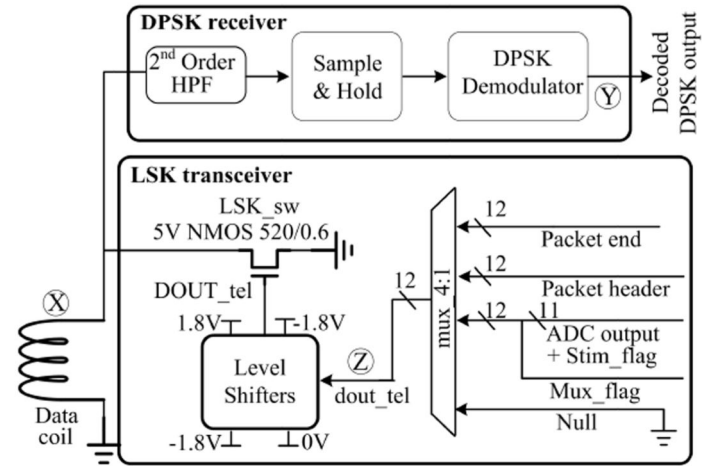 DPSK receiver
2nd Order
HPF
Sample
& Hold
DPSK
Demodulator
Y
Decoded
DPSK output
LSK transceiver
LSK_sw
5V NMOS 520/0.6
DOUT_tel
X
Data
coil
1.8V
-1.8V
Level
Shifters
-1.8V
0V
Z
dout_tel
12
mux_4:1
12
Packet end
12
Packet header
12
11
ADC output
+ Stim_flag
Mux_flag
Null